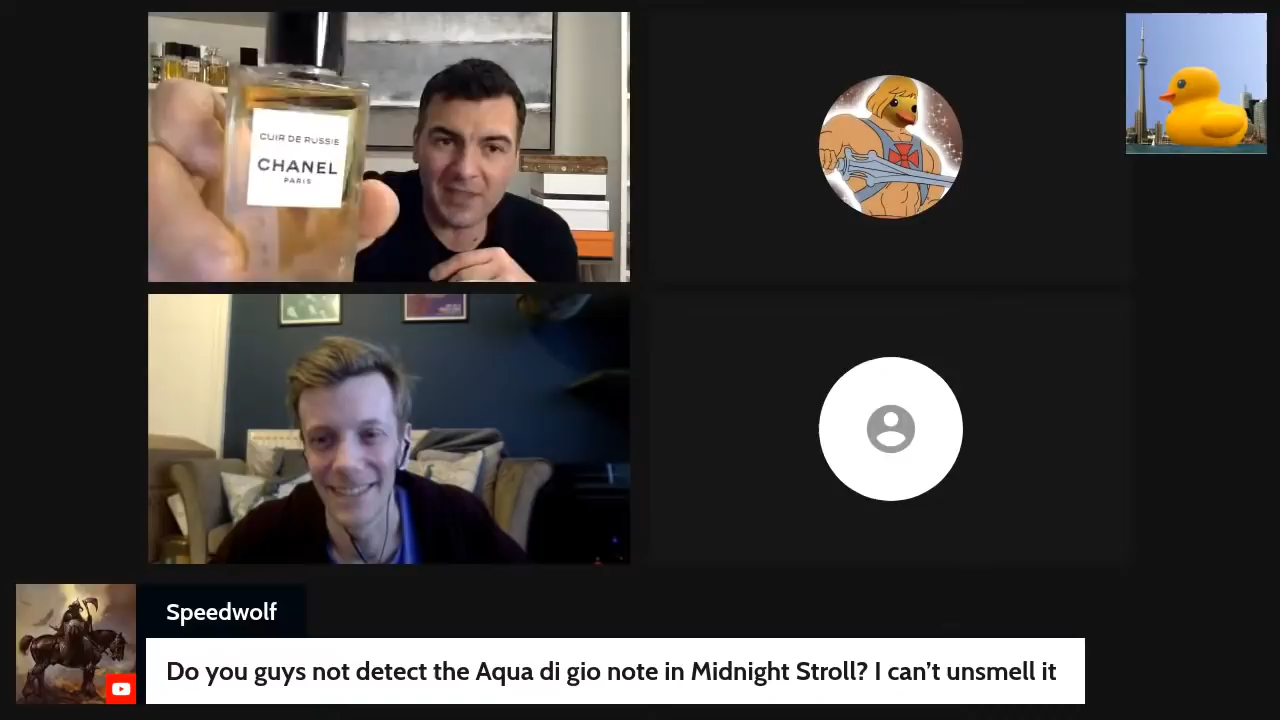 CUIR DE RUSSIE
CHANEL
PARIS
Speedwolf
Do you guys not detect the Aqua di gio note in Midnight Stroll? I can't unsmell it